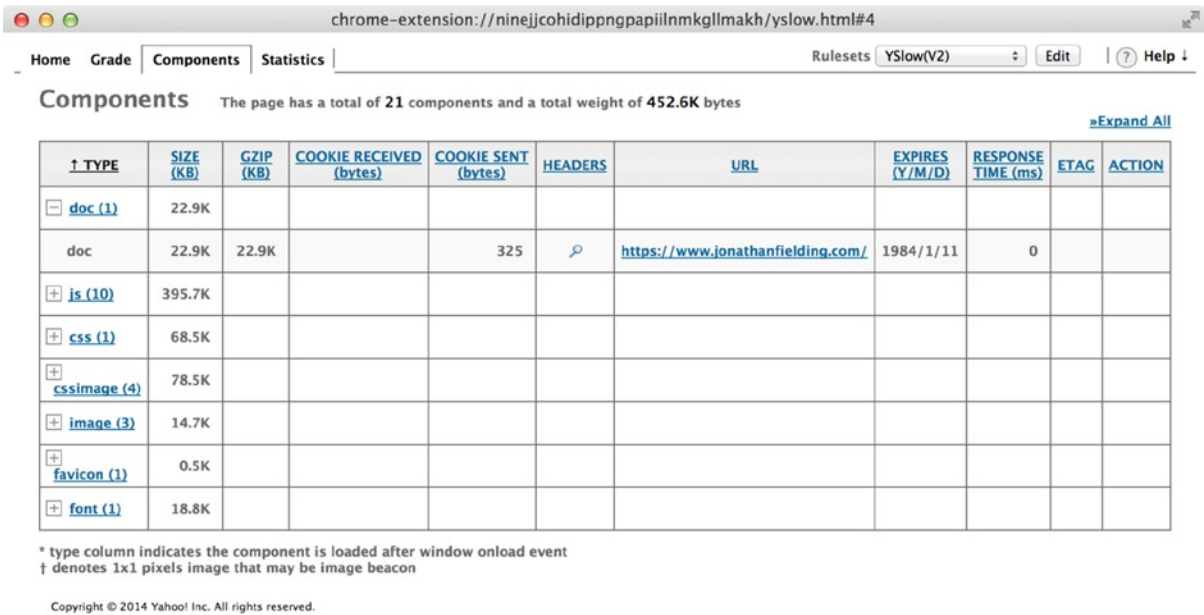 chrome-extension://ninejjcohidippngpapiilnmkgllmakh/yslow.html#4
Home Grade Components Statistics Rulesets YSlow(V2) Edit ? Help ↓
Components The page has a total of 21 components and a total weight of 452.6K bytes
»Expand All
↑ TYPE SIZE (KB) GZIP (KB) COOKIE RECEIVED (bytes) COOKIE SENT (bytes) HEADERS URL EXPIRES (Y/M/D) RESPONSE TIME (ms) ETAG ACTION
doc (1) 22.9K
doc 22.9K 22.9K 325 https://www.jonathanfielding.com/ 1984/1/11 0
js (10) 395.7K
css (1) 68.5K
cssimage (4) 78.5K
image (3) 14.7K
favicon (1) 0.5K
font (1) 18.8K
* type column indicates the component is loaded after window onload event
† denotes 1x1 pixels image that may be image beacon
Copyright © 2014 Yahoo! Inc. All rights reserved.